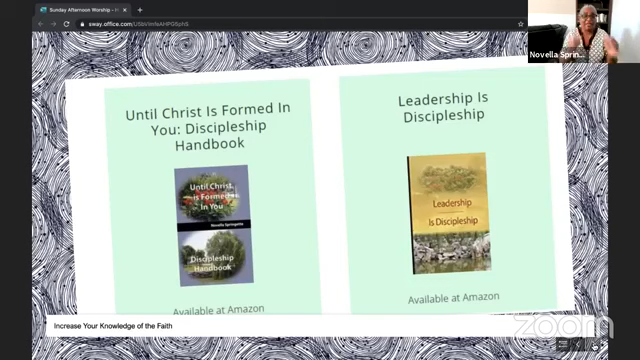 Sunday Afternoon Worship - I
sway.office.com/USbVImfeAHPGSphS
Novella Sprin...
Until Christ Is Formed In
You: Discipleship
Handbook
Until Christ
Is Formed
In You
Novella Springette
Discipleship
Handbook
Available at Amazon
Leadership Is
Discipleship
Leadership
Is Discipleship
Available at Amazon
Increase Your Knowledge of the Faith
zoom